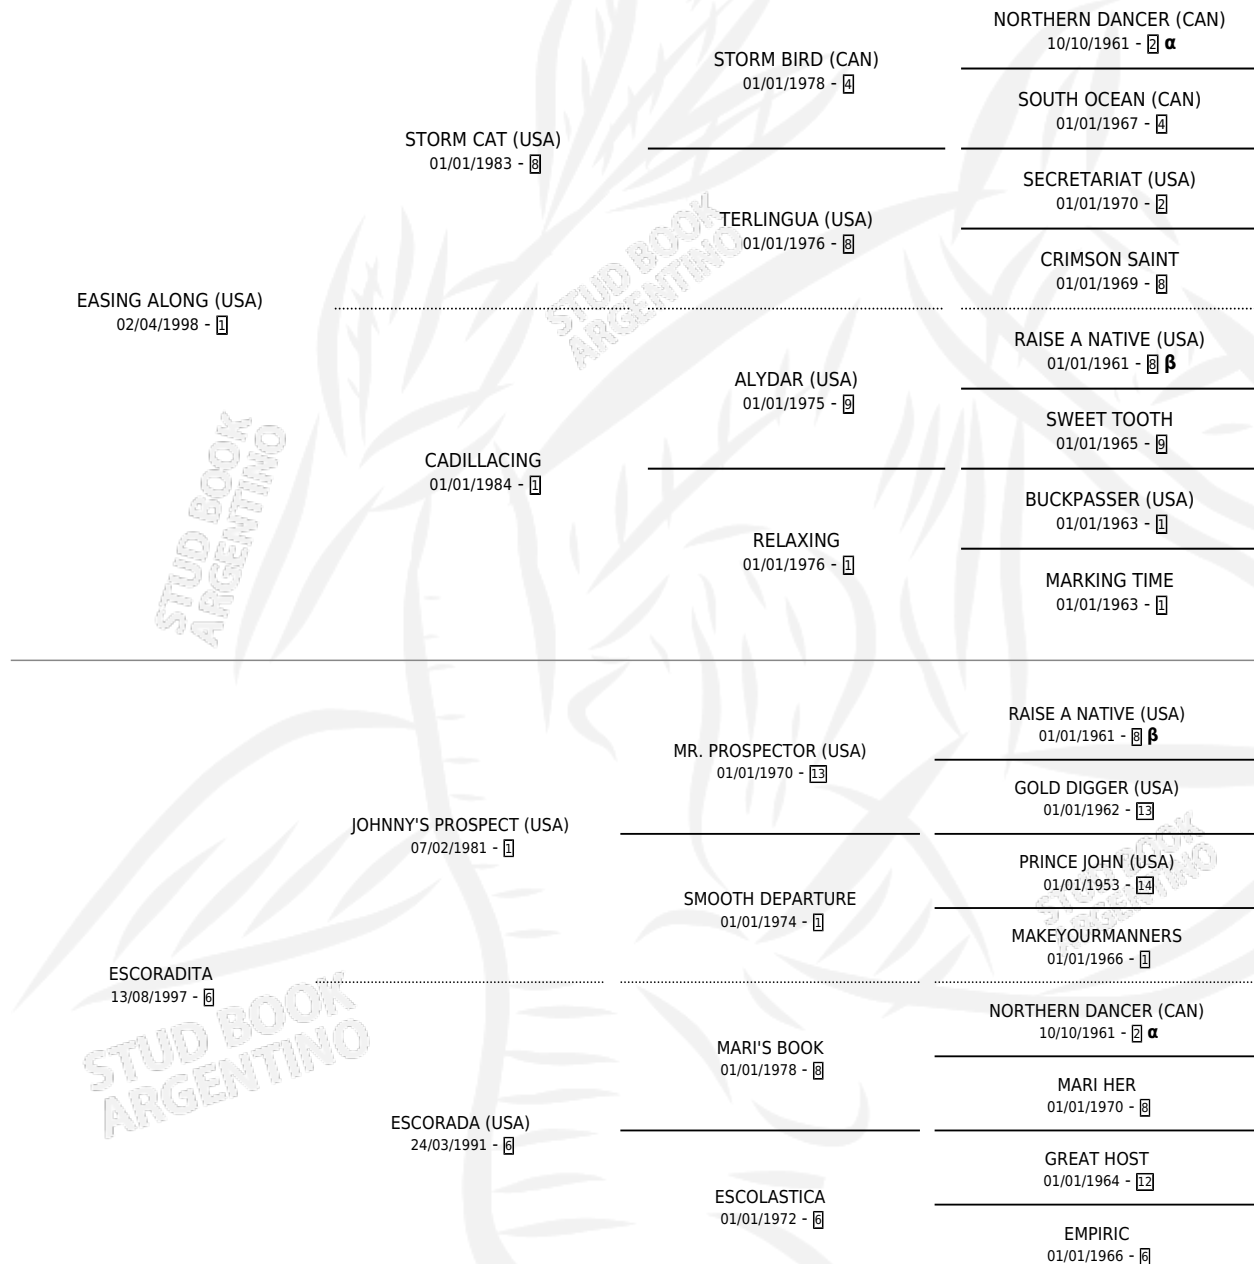 NORTHERN DANCER (CAN)
10/10/1961 - 2 α
STORM BIRD (CAN)
01/01/1978 - 4
SOUTH OCEAN (CAN)
01/01/1967 - 4
STORM CAT (USA)
01/01/1983 - 8
SECRETARIAT (USA)
01/01/1970 - 2
TERLINGUA (USA)
01/01/1976 - 8
CRIMSON SAINT
01/01/1969 - 8
EASING ALONG (USA)
02/04/1998 - 1
RAISE A NATIVE (USA)
01/01/1961 - 8 β
ALYDAR (USA)
01/01/1975 - 9
SWEET TOOTH
01/01/1965 - 9
CADILLACING
01/01/1984 - 1
BUCKPASSER (USA)
01/01/1963 - 1
RELAXING
01/01/1976 - 1
MARKING TIME
01/01/1963 - 1
RAISE A NATIVE (USA)
01/01/1961 - 8 β
MR. PROSPECTOR (USA)
01/01/1970 - 13
GOLD DIGGER (USA)
01/01/1962 - 13
JOHNNY'S PROSPECT (USA)
07/02/1981 - 1
PRINCE JOHN (USA)
01/01/1953 - 14
SMOOTH DEPARTURE
01/01/1974 - 1
MAKEYOURMANNERS
01/01/1966 - 1
ESCORADITA
13/08/1997 - 6
NORTHERN DANCER (CAN)
10/10/1961 - 2 α
MARI'S BOOK
01/01/1978 - 8
MARI HER
01/01/1970 - 8
ESCORADA (USA)
24/03/1991 - 6
GREAT HOST
01/01/1964 - 12
ESCOLASTICA
01/01/1972 - 6
EMPIRIC
01/01/1966 - 6
STUD BOOK
ARGENTINO
STUD BOOK
ARGENTINO
STUD BOOK
ARGENTINO
STUD BOOK
ARGENTINO